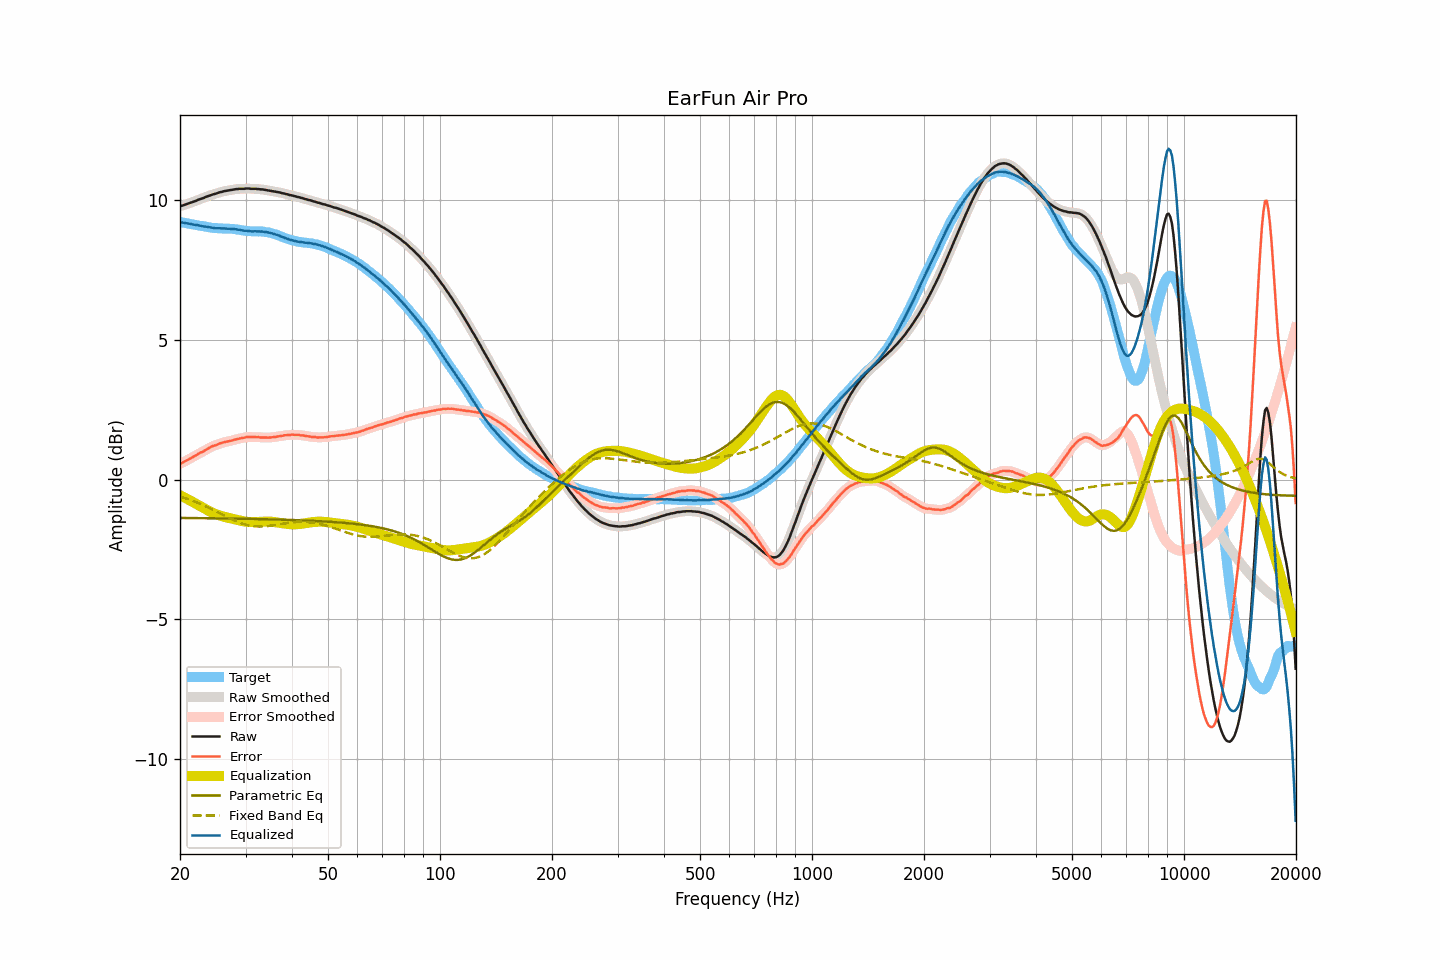 EarFun Air Pro
10
5
0
−5
−10
Amplitude (dBr)
Target
Raw Smoothed
Error Smoothed
Raw
Error
Equalization
Parametric Eq
Fixed Band Eq
Equalized
20 50 100 200 500 1000 2000 5000 10000 20000
Frequency (Hz)